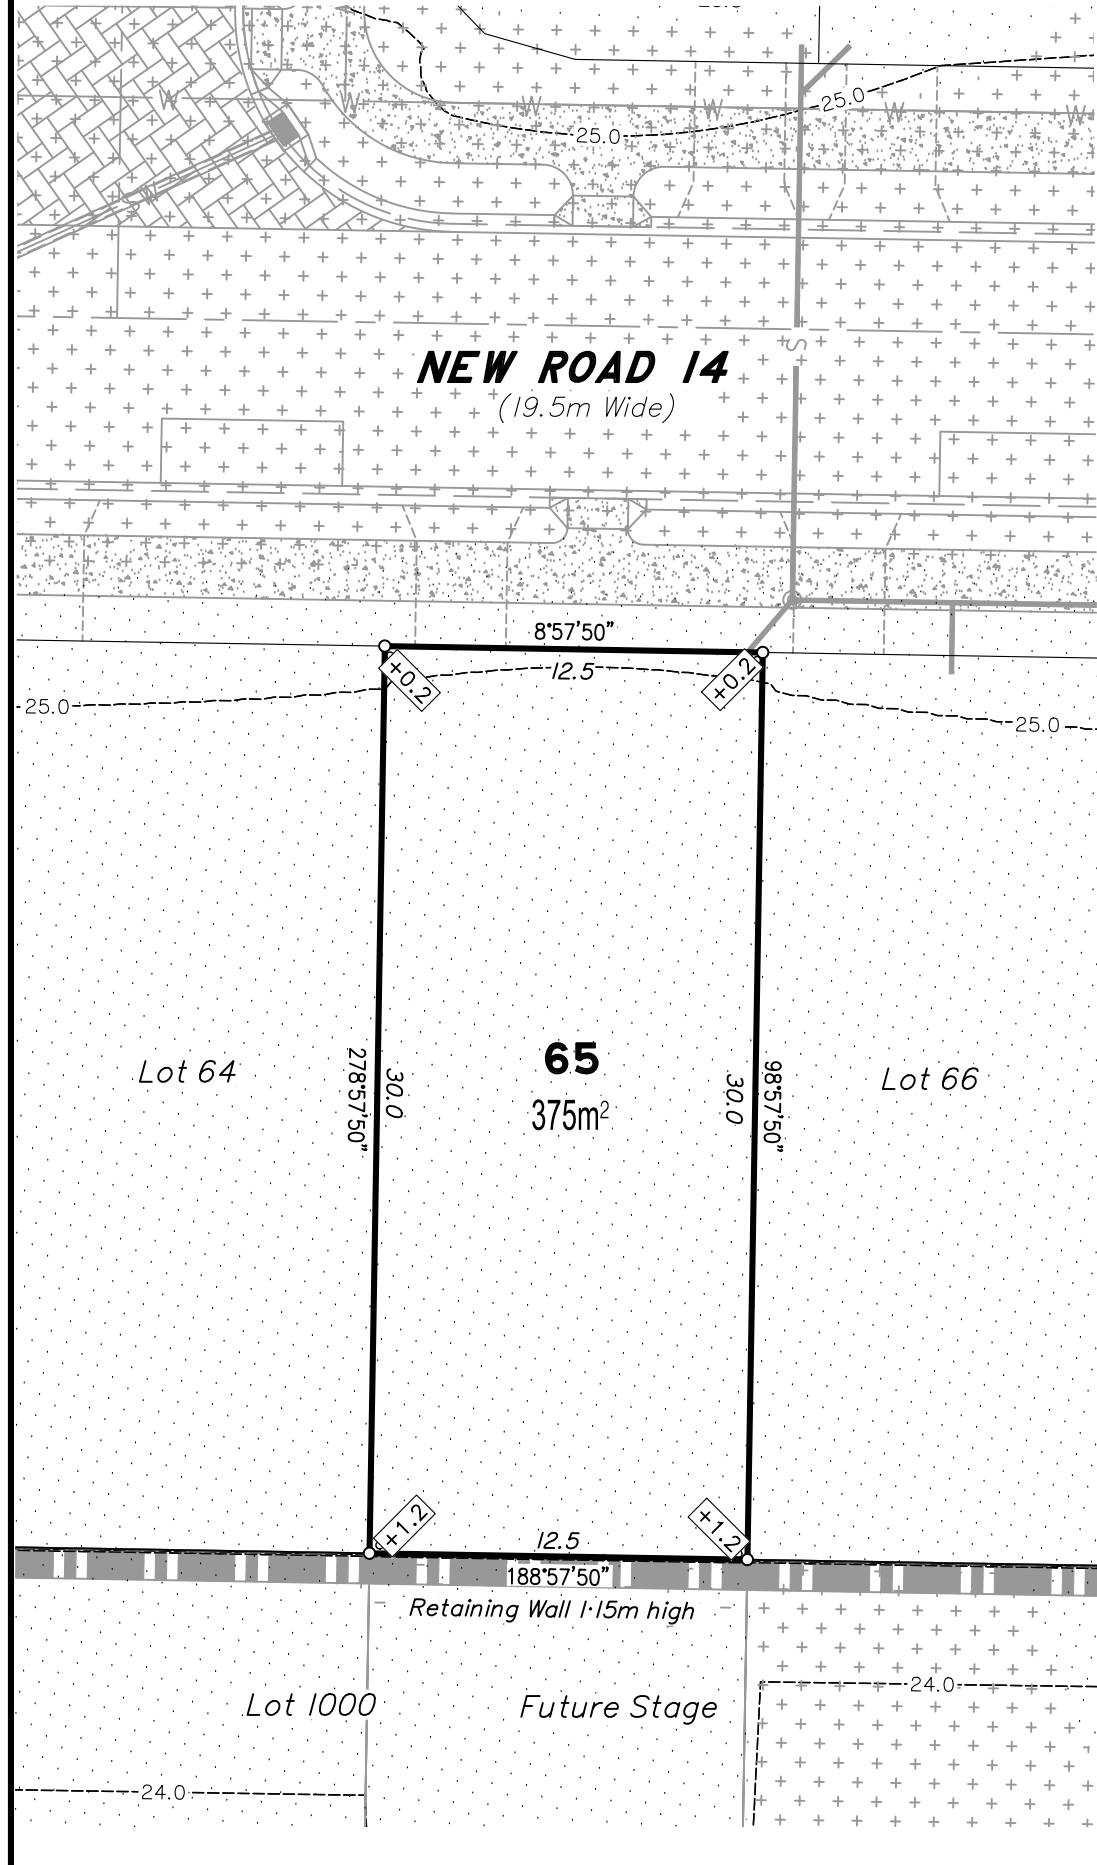 W W W W W
25.0
25.0
W
NEW ROAD 14
(19.5m Wide)
S
8°57'50"
12.5
+0.2
+0.2
25.0
25.0
65
375m²
Lot 64
Lot 66
278°57'50"
30.0
30.0
98°57'50"
+1.2
+1.2
12.5
188°57'50"
Retaining Wall 1·15m high
Lot 1000
Future Stage
24.0
24.0